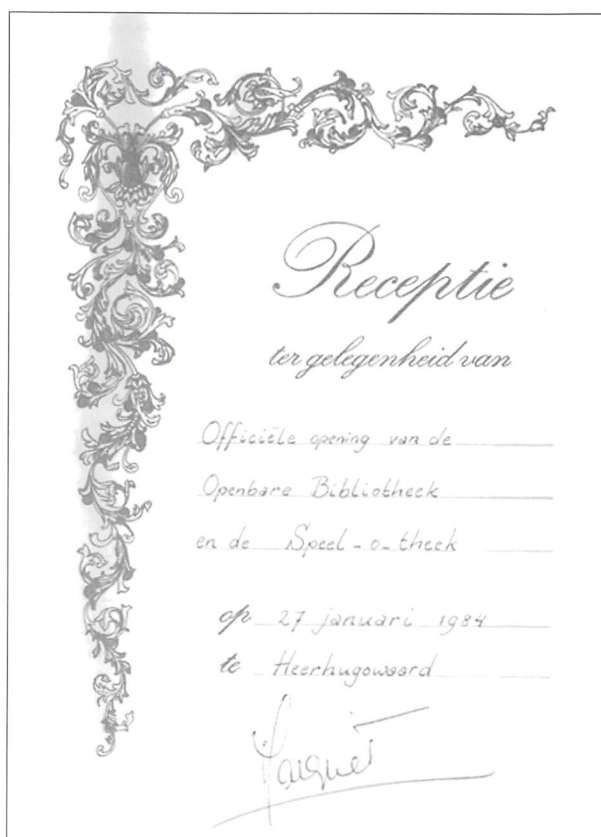 Receptie
ter gelegenheid van
Officiële opening van de
Openbare Bibliotheek
en de Speel-o-theek
op 27 januari 1984
te Heerhugowaard